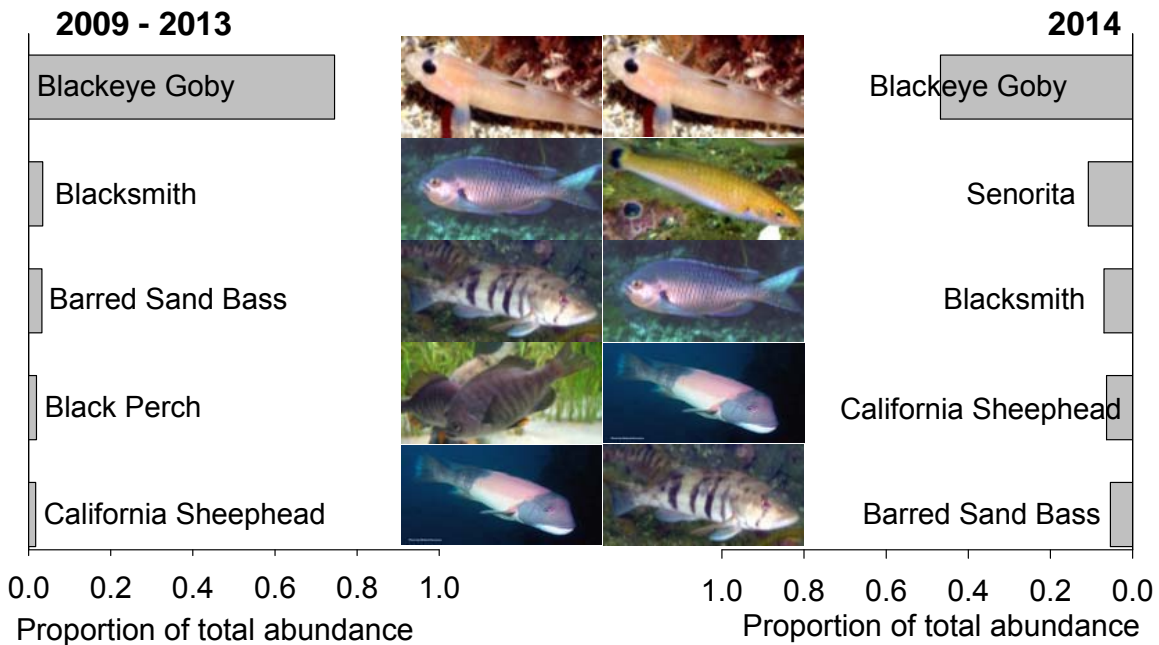 2009 - 2013
Blackeye Goby
Blacksmith
Barred Sand Bass
Black Perch
California Sheephead
0.0 0.2 0.4 0.6 0.8 1.0
Proportion of total abundance
2014
Blackeye Goby
Senorita
Blacksmith
California Sheephead
Barred Sand Bass
1.0 0.8 0.6 0.4 0.2 0.0
Proportion of total abundance